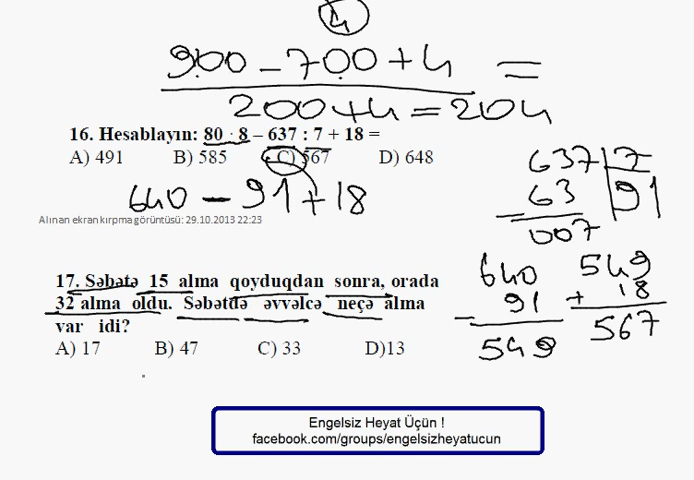 4
900 – 700 + 4 =
200 + 4 = 204
16. Hesablayın: 80 · 8 – 637 : 7 + 18 =
A) 491 B) 585 C) 567 D) 648
640 – 91 + 18
637 7
63 91
007
Alınan ekran kırpma görüntüsü: 29.10.2013 22:23
17. Səbətə 15 alma qoyduqdan sonra, orada
32 alma oldu. Səbətdə əvvəlcə neçə alma
var idi?
A) 17 B) 47 C) 33 D)13
640
– 91
549
549
+ 18
567
Engelsiz Heyat Üçün !
facebook.com/groups/engelsizheyatucun